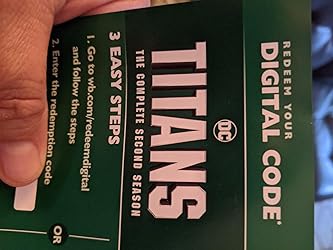 REDEEM YOUR
DIGITAL CODE*
DC
TITANS
THE COMPLETE SECOND SEASON
3 EASY STEPS
1. Go to wb.com/redeemdigital
and follow the steps
2. Enter the redemption code
OR